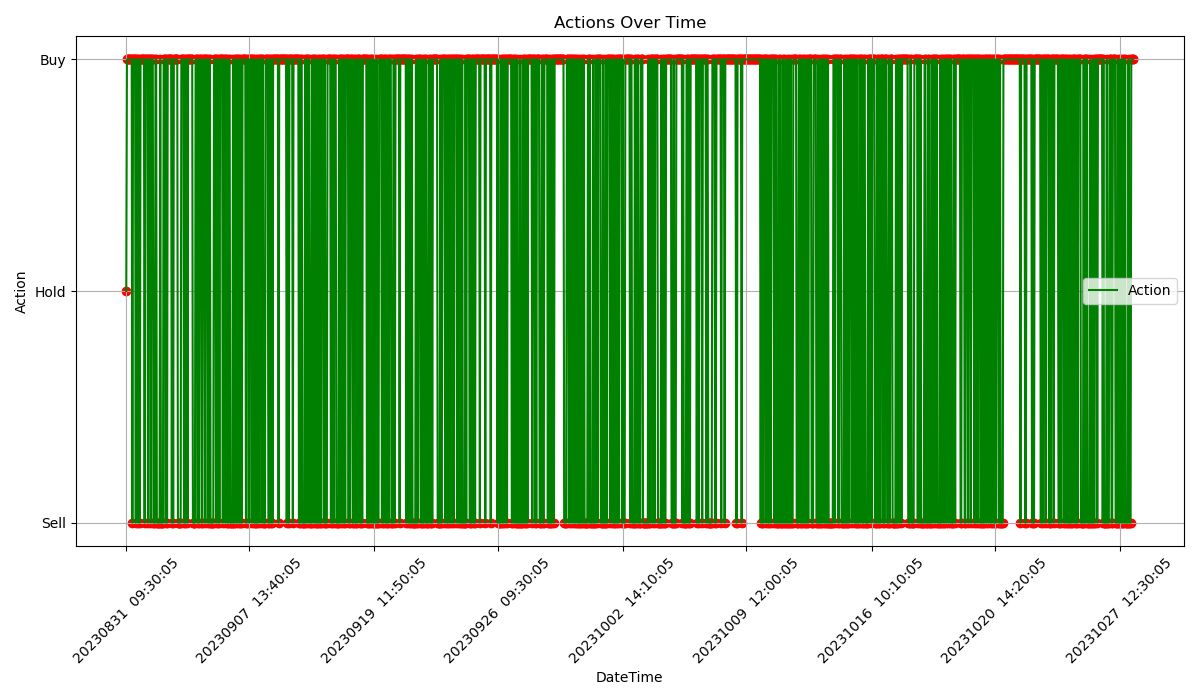 Actions Over Time
Buy
Hold
Sell
Action
Action
20230831 09:30:05
20230907 13:40:05
20230919 11:50:05
20230926 09:30:05
20231002 14:10:05
20231009 12:00:05
20231016 10:10:05
20231020 14:20:05
20231027 12:30:05
DateTime